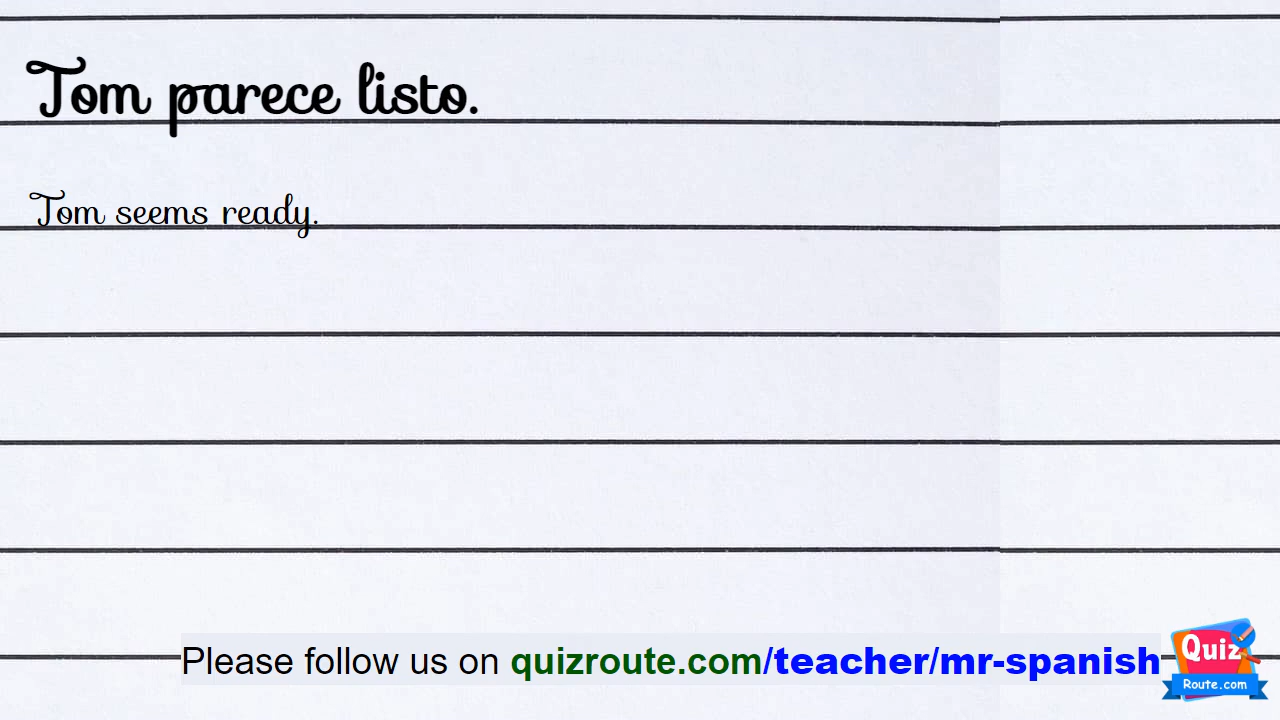 Tom parece listo.
Tom seems ready.
Please follow us on quizroute.com/teacher/mr-spanish
Quiz
Route.com